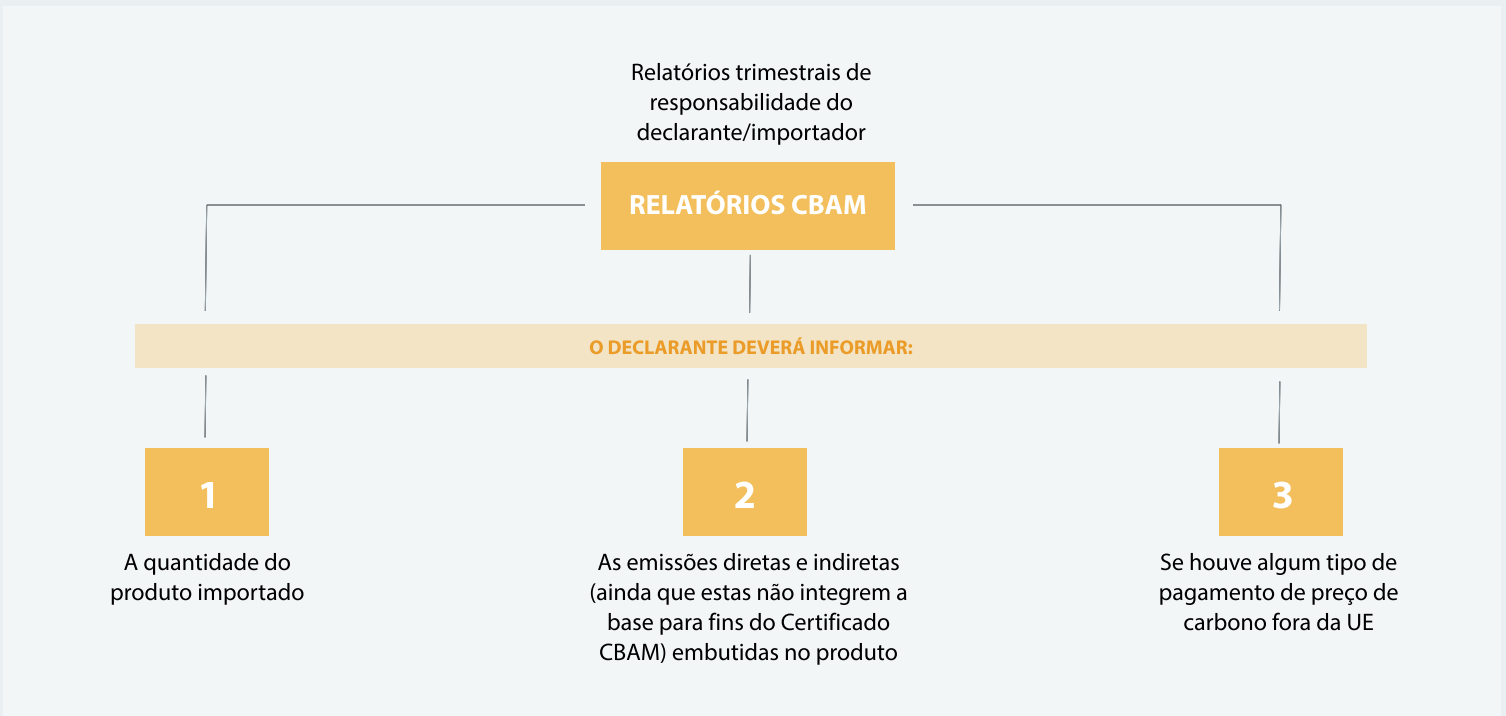 Relatórios trimestrais de
responsabilidade do
declarante/importador
RELATÓRIOS CBAM
O DECLARANTE DEVERÁ INFORMAR:
1
A quantidade do
produto importado
2
As emissões diretas e indiretas
(ainda que estas não integrem a
base para fins do Certificado
CBAM) embutidas no produto
3
Se houve algum tipo de
pagamento de preço de
carbono fora da UE